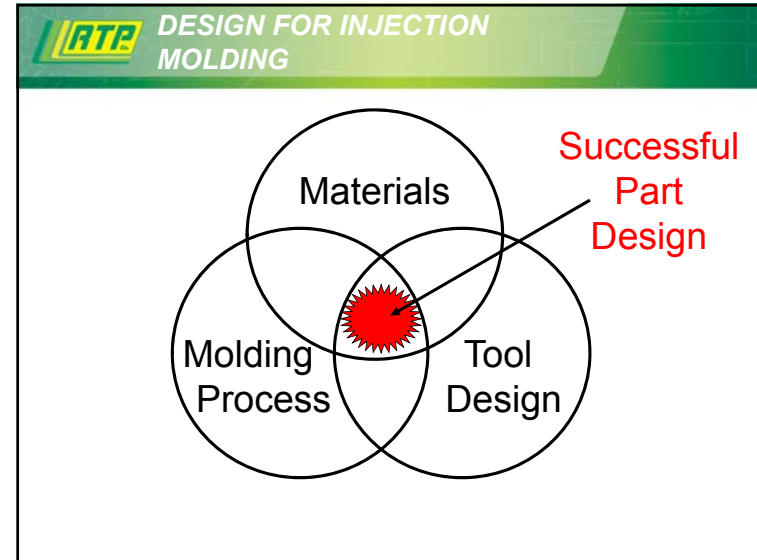 RTP
DESIGN FOR INJECTION
MOLDING
Successful
Part
Design
Materials
Molding
Process
Tool
Design